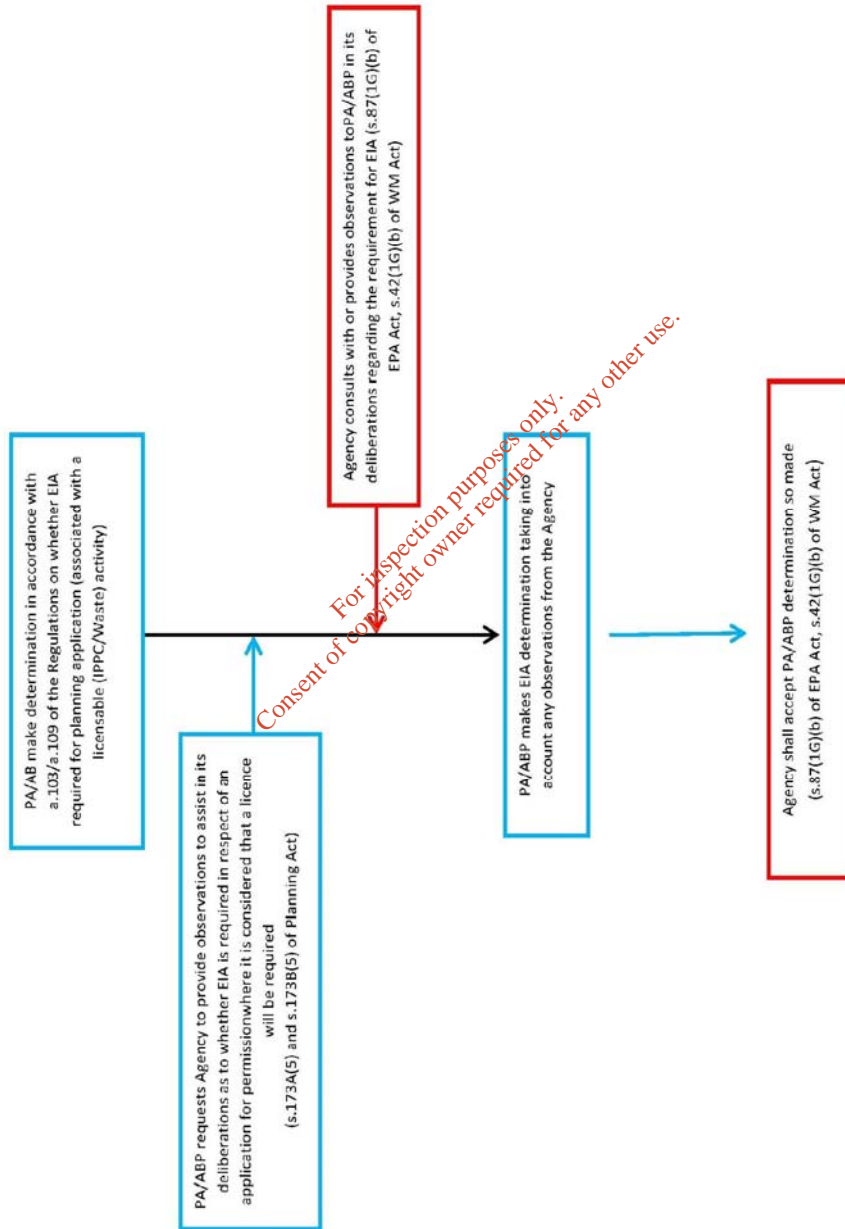 PA/AB make determination in accordance with
a.103/a.109 of the Regulations on whether EIA
required for planning application (associated with a
licensable (IPPC/Waste) activity)
PA/ABP requests Agency to provide observations to assist in its
deliberations as to whether EIA is required in respect of an
application for permissionwhere it is considered that a licence
will be required
(s.173A(5) and s.173B(5) of Planning Act)
Agency consults with or provides observations toPA/ABP in its
deliberations regarding the requirement for EIA (s.87(1G)(b) of
EPA Act, s.42(1G)(b) of WM Act)
PA/ABP makes EIA determination taking into
account any observations from the Agency
Agency shall accept PA/ABP determination so made
(s.87(1G)(b) of EPA Act, s.42(1G)(b) of WM Act)
For inspection purposes only.
Consent of copyright owner required for any other use.